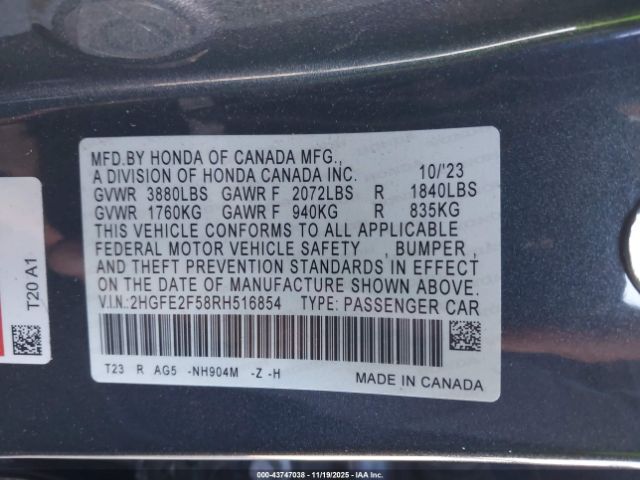 MFD.BY HONDA OF CANADA MFG.,
A DIVISION OF HONDA CANADA INC. 10/'23
GVWR 3880LBS GAWR F 2072LBS R 1840LBS
GVWR 1760KG GAWR F 940KG R 835KG
THIS VEHICLE CONFORMS TO ALL APPLICABLE
FEDERAL MOTOR VEHICLE SAFETY , BUMPER ,
AND THEFT PREVENTION STANDARDS IN EFFECT
ON THE DATE OF MANUFACTURE SHOWN ABOVE.
V.I.N.:2HGFE2F58RH516854 TYPE: PASSENGER CAR
T23 R AG5 -NH904M -Z -H
MADE IN CANADA
T20 A1
000-43747038 - 11/19/2025 - IAA HOLDINGS, LLC